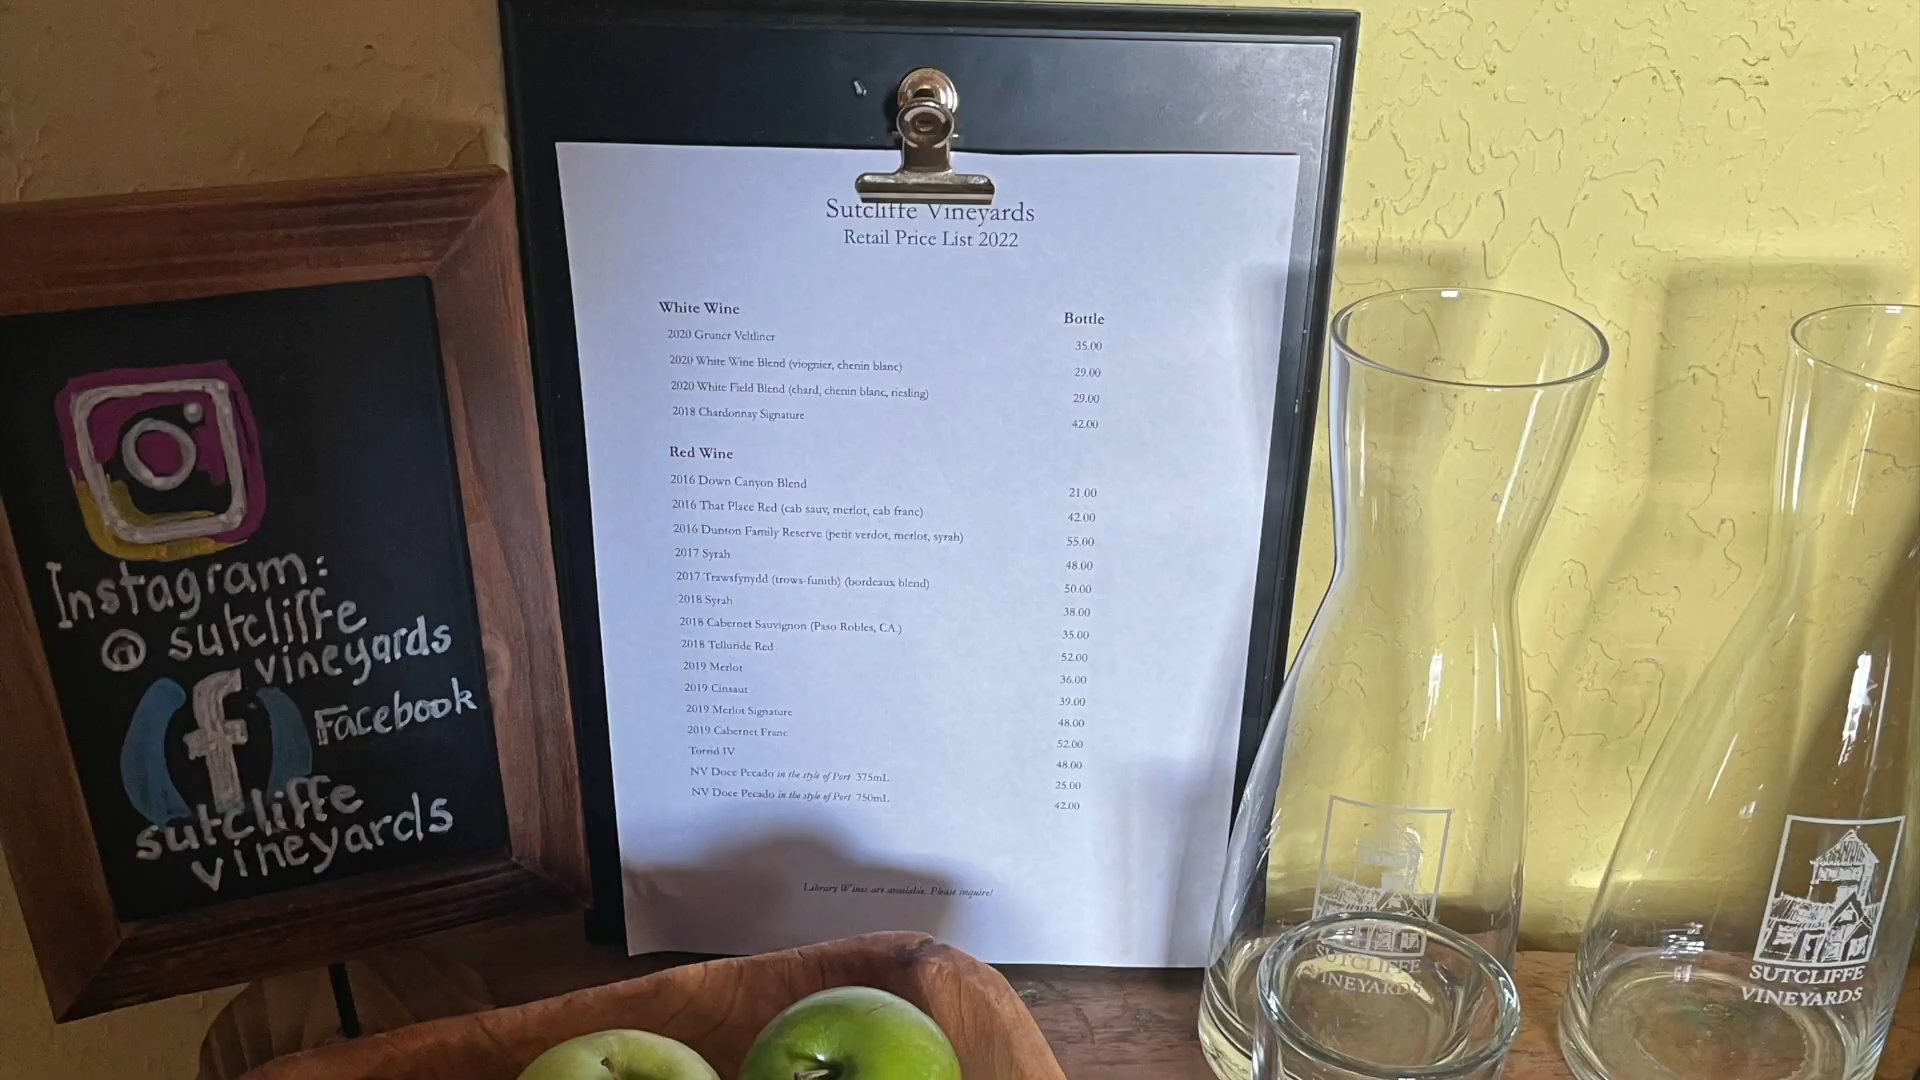 Sutcliffe Vineyards
Retail Price List 2022
White Wine Bottle
2020 Gruner Veltliner 35.00
2020 White Wine Blend (viognier, chenin blanc) 29.00
2020 White Field Blend (chard, chenin blanc, riesling) 29.00
2018 Chardonnay Signature 42.00
Red Wine
2016 Down Canyon Blend 21.00
2016 That Place Red (cab sauv, merlot, cab franc) 42.00
2016 Dunton Family Reserve (petit verdot, merlot, syrah) 55.00
2017 Syrah 48.00
2017 Trawsfynydd (trows-funith) (bordeaux blend) 50.00
2018 Syrah 38.00
2018 Cabernet Sauvignon (Paso Robles, CA.) 35.00
2018 Telluride Red 52.00
2019 Merlot 36.00
2019 Cinsaut 39.00
2019 Merlot Signature 48.00
2019 Cabernet Franc 52.00
Torrid IV 48.00
NV Doce Pecado in the style of Port 375mL 25.00
NV Doce Pecado in the style of Port 750mL 42.00
Library Wines are available. Please inquire!
Instagram:
@ sutcliffe
vineyards
f Facebook
sutcliffe
vineyards
SUTCLIFFE
VINEYARDS
SUTCLIFFE
VINEYARDS